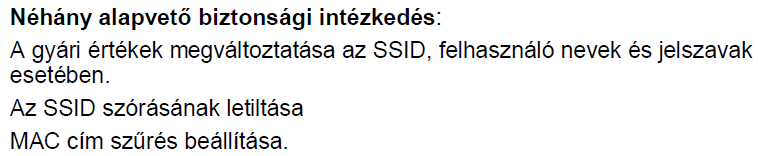 Néhány alapvető biztonsági intézkedés:
A gyári értékek megváltoztatása az SSID, felhasználó nevek és jelszavak
esetében.
Az SSID szórásának letiltása
MAC cím szűrés beállítása.